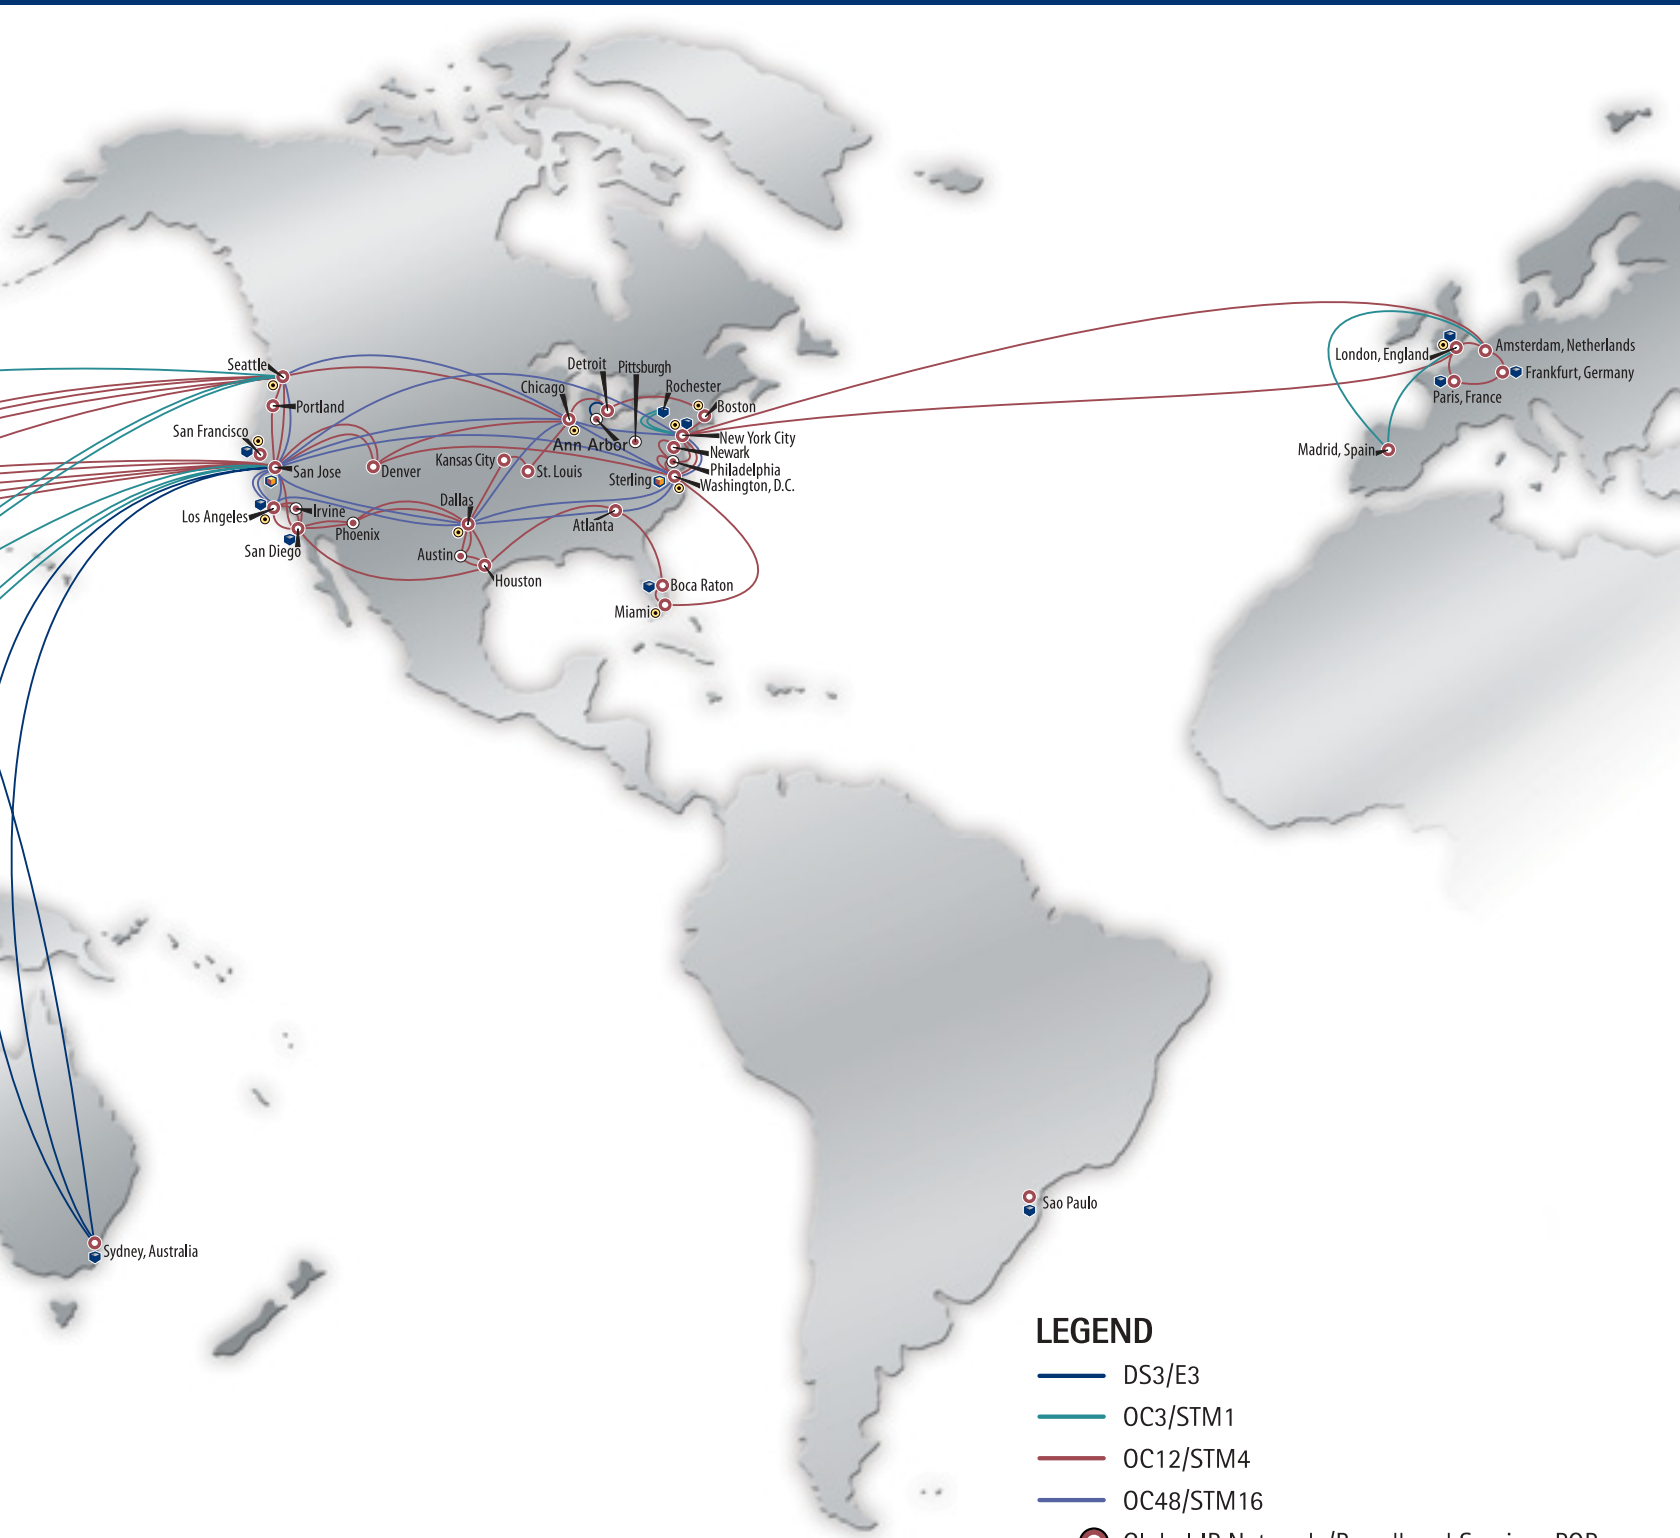 Seattle
Portland
San Francisco
San Jose
Los Angeles
Irvine
San Diego
Phoenix
Denver
Kansas City
St. Louis
Dallas
Austin
Houston
Chicago
Detroit
Pittsburgh
Rochester
Boston
Ann Arbor
New York City
Newark
Philadelphia
Sterling
Washington, D.C.
Atlanta
Boca Raton
Miami
London, England
Amsterdam, Netherlands
Frankfurt, Germany
Paris, France
Madrid, Spain
Sao Paulo
Sydney, Australia
LEGEND
DS3/E3
OC3/STM1
OC12/STM4
OC48/STM16